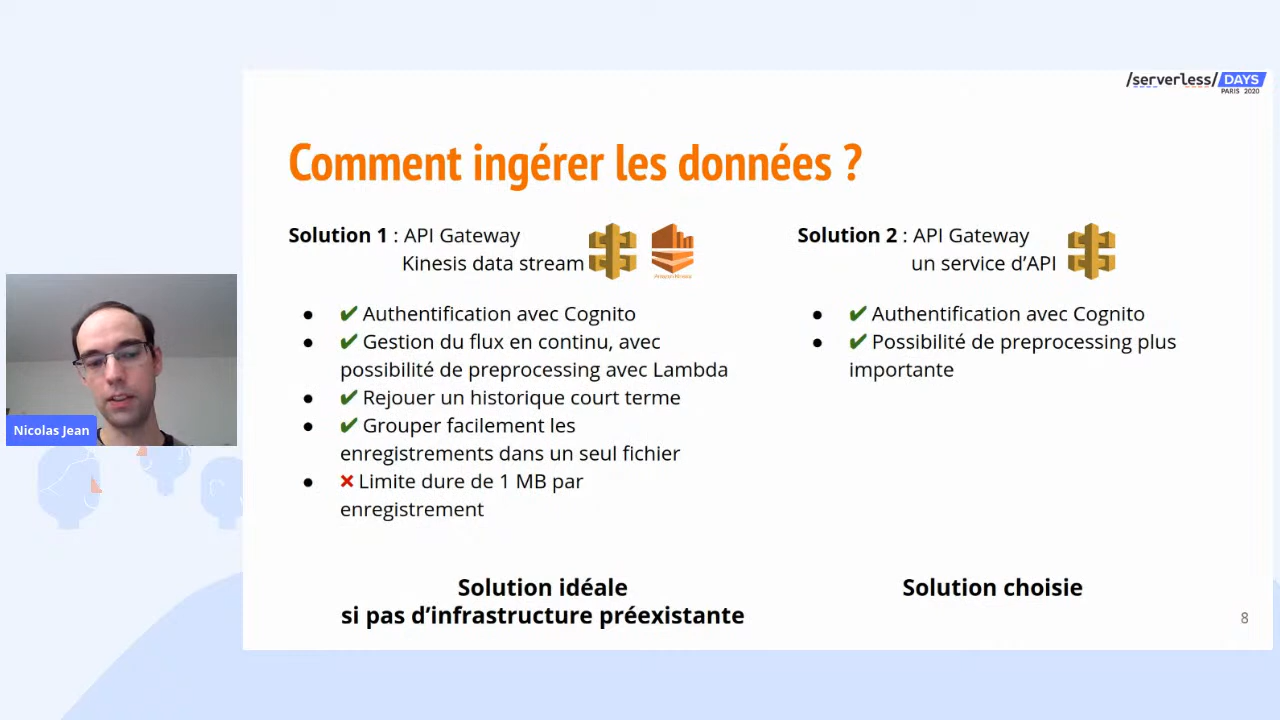 /serverless/ DAYS
PARIS 2020
Comment ingérer les données ?
Solution 1 : API Gateway
Kinesis data stream
● ✔ Authentification avec Cognito
● ✔ Gestion du flux en continu, avec
possibilité de preprocessing avec Lambda
● ✔ Rejouer un historique court terme
● ✔ Grouper facilement les
enregistrements dans un seul fichier
● ✖ Limite dure de 1 MB par
enregistrement
Solution idéale
si pas d’infrastructure préexistante
Solution 2 : API Gateway
un service d’API
● ✔ Authentification avec Cognito
● ✔ Possibilité de preprocessing plus
importante
Solution choisie
8
Nicolas Jean